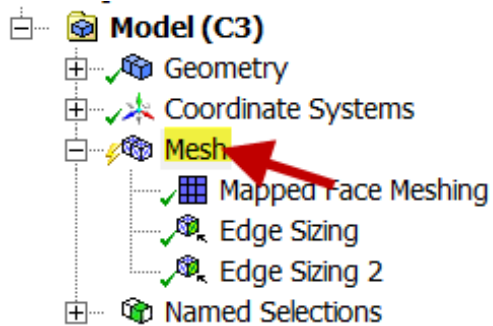 Model (C3)
Geometry
Coordinate Systems
Mesh
Mapped Face Meshing
Edge Sizing
Edge Sizing 2
Named Selections